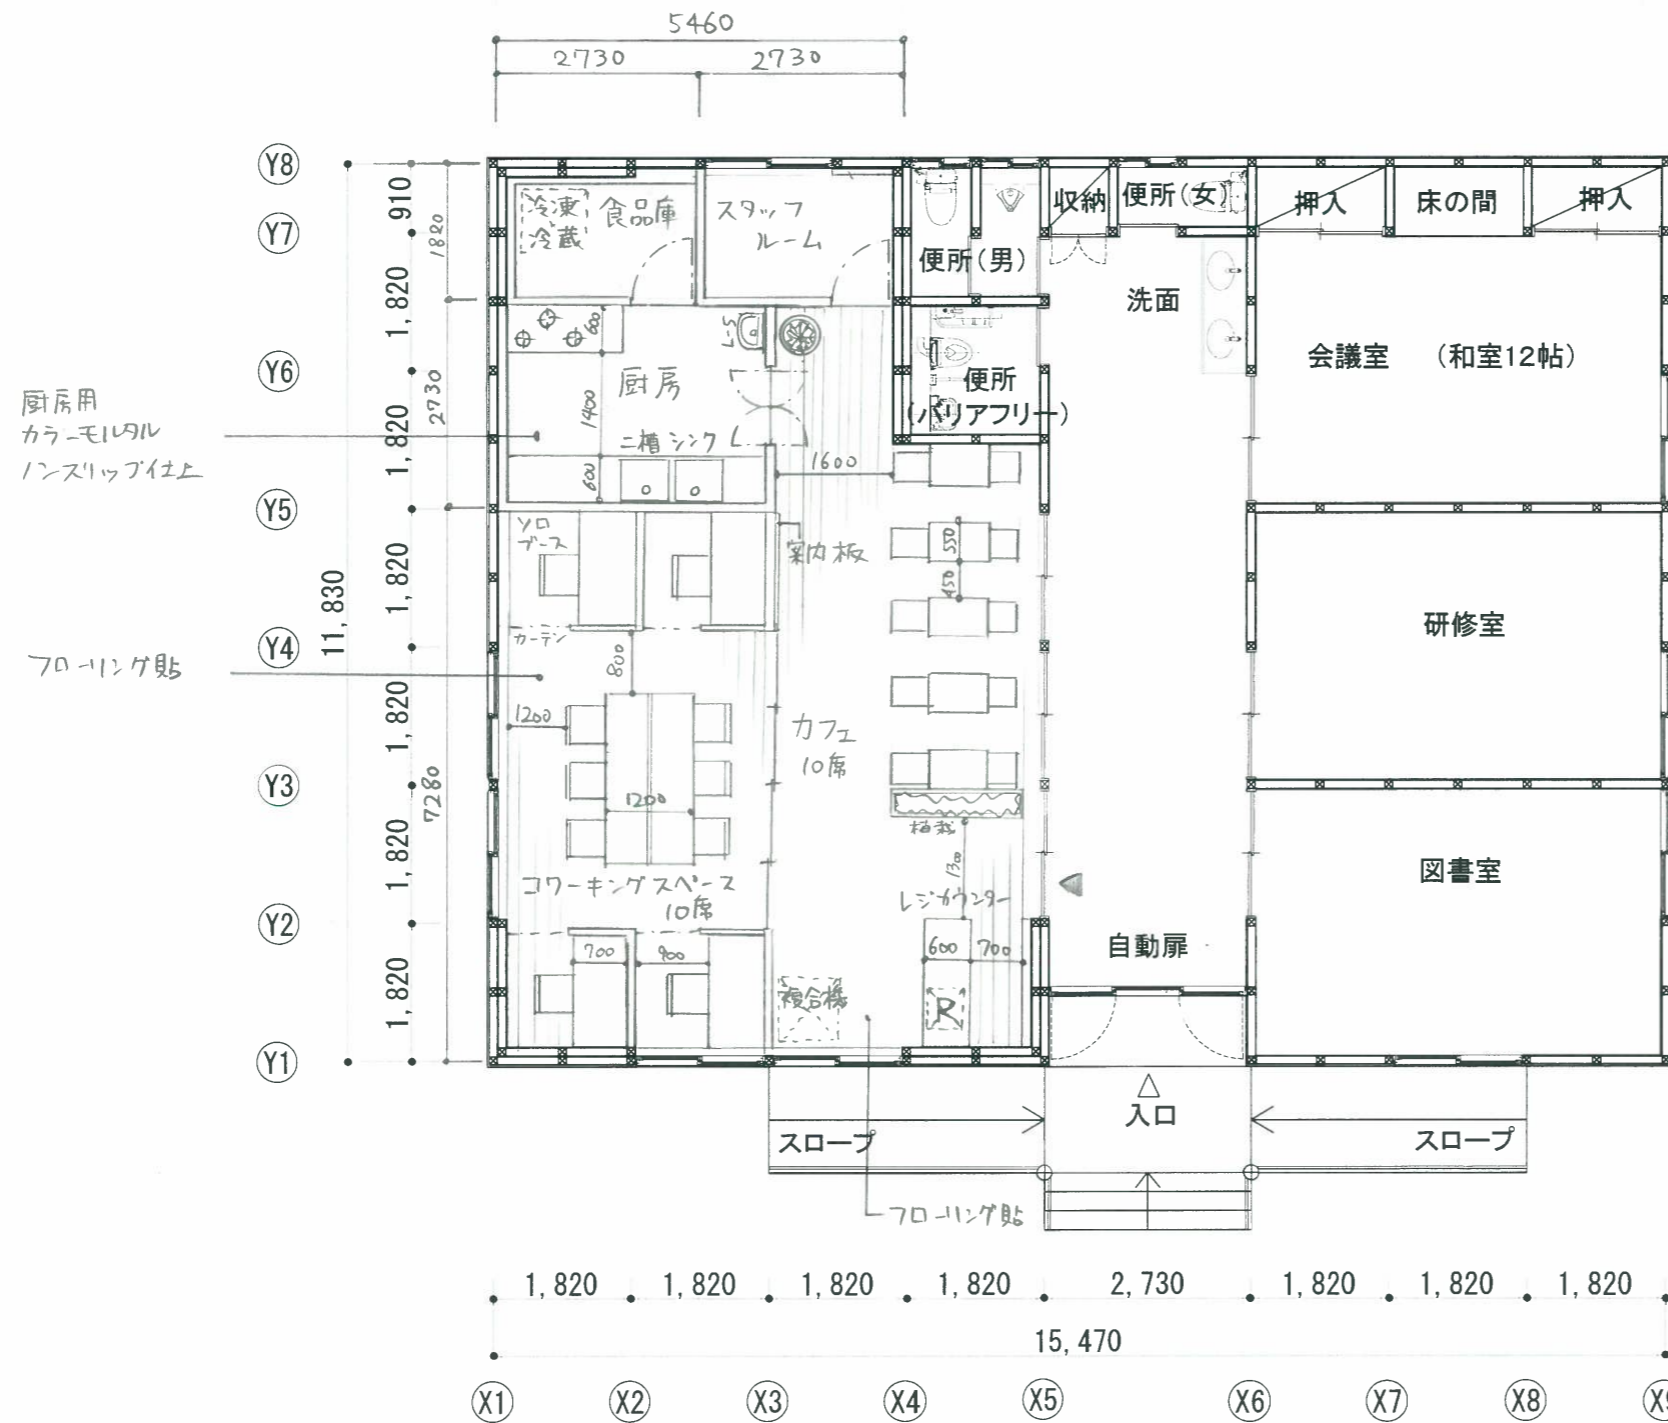 5460
2730
2730
Y8
Y7
Y6
Y5
Y4
Y3
Y2
Y1
11,830
910
1,820
1,820
1,820
1,820
1,820
1,820
1,820
1820
2730
7280
冷凍
冷蔵
食品庫
スタッフ
ルーム
便所(男)
収納
便所(女)
押入
床の間
押入
洗面
会議室 (和室12帖)
便所
(バリアフリー)
600
L-5
厨房
1400
二槽シンク
600
1600
厨房用
カラーモルタル
ノンスリップ仕上
ソロ
ブース
案内板
550
450
カーテン
800
フローリング貼
1200
1200
カフェ
10席
研修室
植栽
1300
コワーキングスペース
10席
レジカウンター
図書室
自動扉
700
900
複合機
600
700
R
入口
スロープ
スロープ
フローリング貼
1,820
1,820
1,820
1,820
2,730
1,820
1,820
1,820
15,470
X1
X2
X3
X4
X5
X6
X7
X8
X9